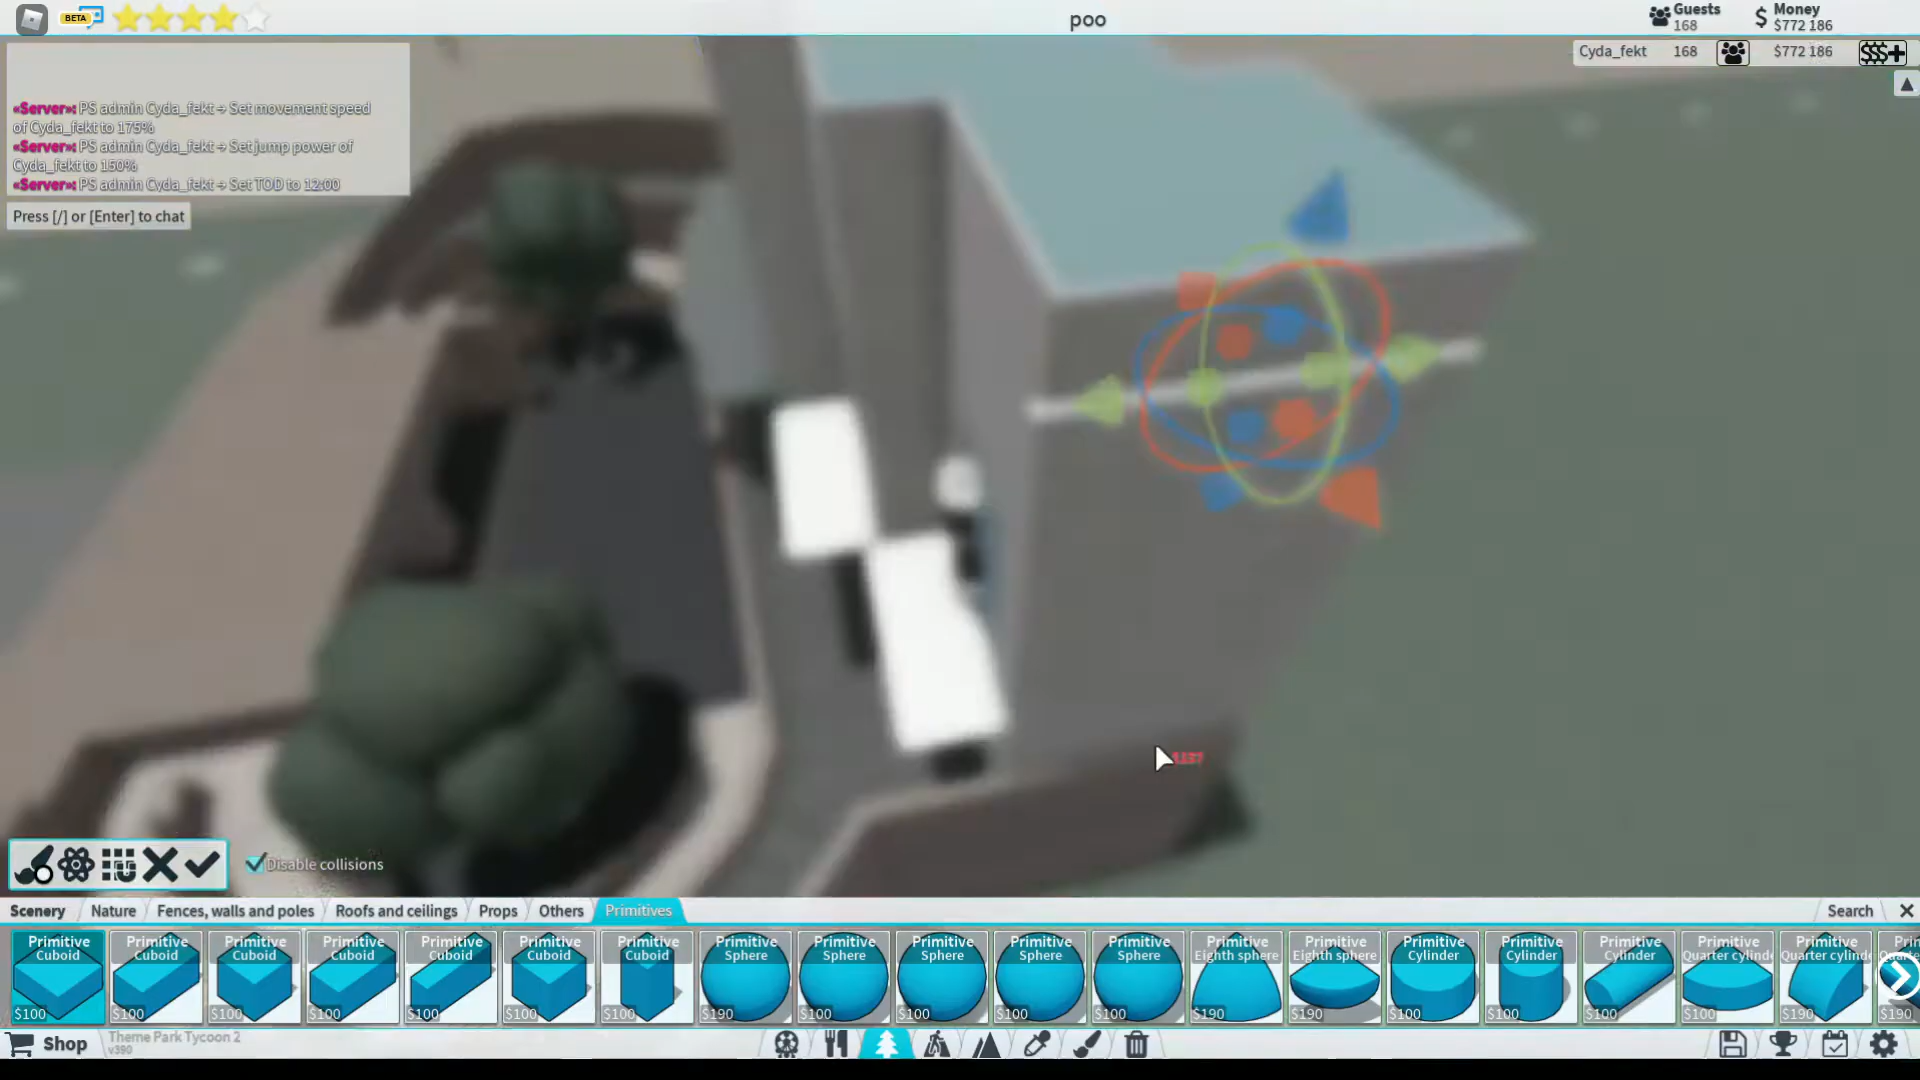 BETA
poo
Guests
168
Money
$772 186
Cyda_fekt 168 $772 186
$$$+
«Server»: PS admin Cyda_fekt → Set movement speed
of Cyda_fekt to 175%
«Server»: PS admin Cyda_fekt → Set jump power of
Cyda_fekt to 150%
«Server»: PS admin Cyda_fekt → Set TOD to 12:00
Press [/] or [Enter] to chat
Disable collisions
Scenery Nature Fences, walls and poles Roofs and ceilings Props Others Primitives Search
Primitive Cuboid $100
Primitive Cuboid $100
Primitive Cuboid $100
Primitive Cuboid $100
Primitive Cuboid $100
Primitive Cuboid $100
Primitive Cuboid $100
Primitive Sphere $190
Primitive Sphere $100
Primitive Sphere $100
Primitive Sphere $100
Primitive Sphere $100
Primitive Eighth sphere $190
Primitive Eighth sphere $190
Primitive Cylinder $100
Primitive Cylinder $100
Primitive Cylinder $100
Primitive Quarter cylind $100
Primitive Quarter cylind $190
Shop
Theme Park Tycoon 2
v390